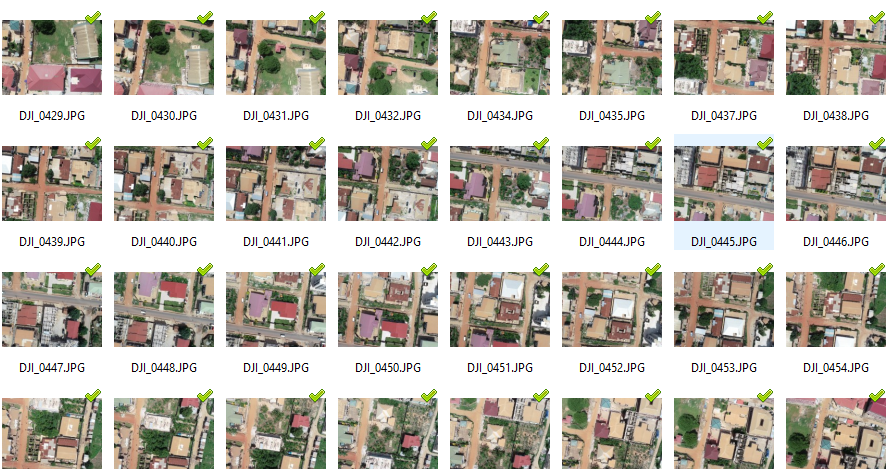 DJI_0429.JPG DJI_0430.JPG DJI_0431.JPG DJI_0432.JPG DJI_0434.JPG DJI_0435.JPG DJI_0437.JPG DJI_0438.JPG
DJI_0439.JPG DJI_0440.JPG DJI_0441.JPG DJI_0442.JPG DJI_0443.JPG DJI_0444.JPG DJI_0445.JPG DJI_0446.JPG
DJI_0447.JPG DJI_0448.JPG DJI_0449.JPG DJI_0450.JPG DJI_0451.JPG DJI_0452.JPG DJI_0453.JPG DJI_0454.JPG